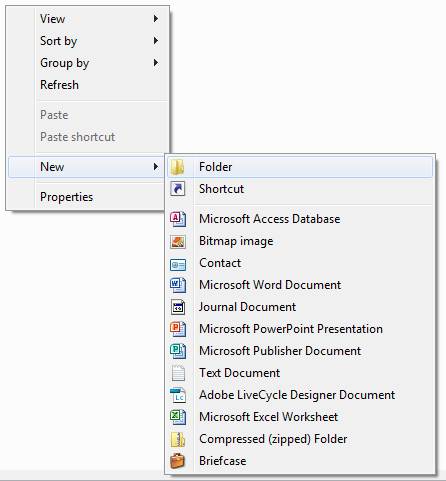 View
Sort by
Group by
Refresh
Paste
Paste shortcut
New
Properties
Folder
Shortcut
Microsoft Access Database
Bitmap image
Contact
Microsoft Word Document
Journal Document
Microsoft PowerPoint Presentation
Microsoft Publisher Document
Text Document
Adobe LiveCycle Designer Document
Microsoft Excel Worksheet
Compressed (zipped) Folder
Briefcase